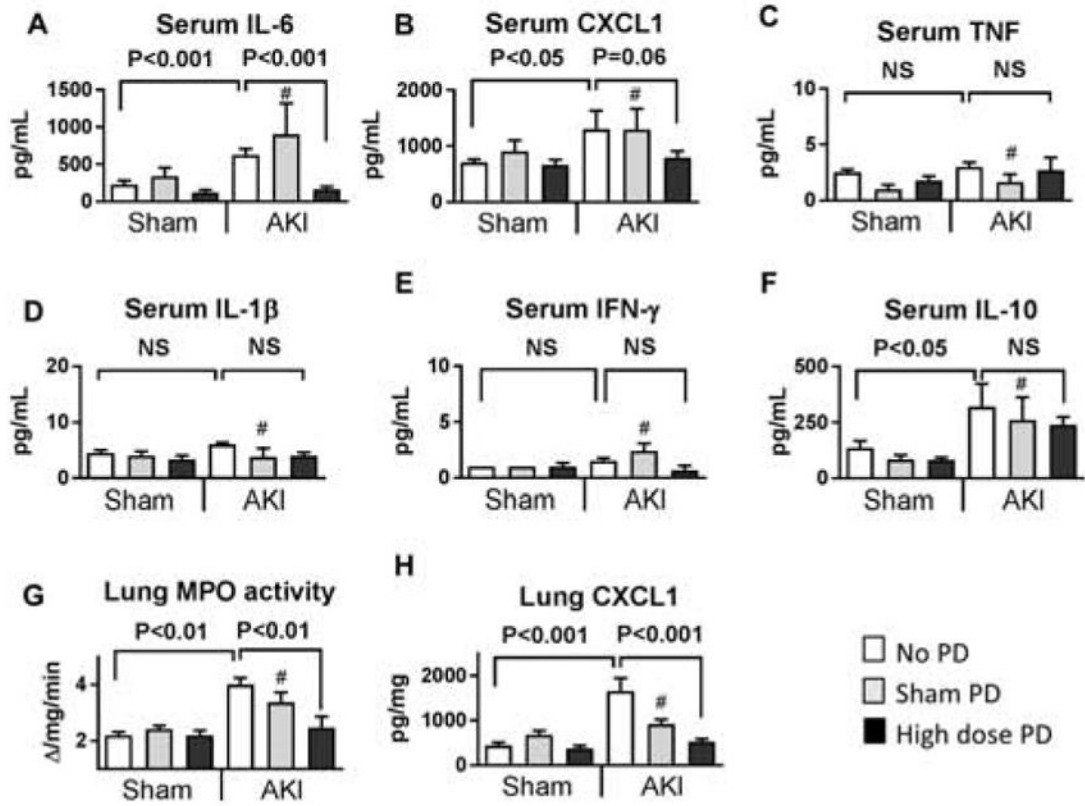 A Serum IL-6
P<0.001 P<0.001
pg/mL
1500
1000
500
0
#
Sham AKI
B Serum CXCL1
P<0.05 P=0.06
pg/mL
2000
1000
0
#
Sham AKI
C Serum TNF
NS NS
pg/mL
10
5
0
#
Sham AKI
D Serum IL-1β
NS NS
pg/mL
20
10
0
#
Sham AKI
E Serum IFN-γ
NS NS
pg/mL
10
5
0
#
Sham AKI
F Serum IL-10
P<0.05 NS
pg/mL
500
250
0
#
Sham AKI
G Lung MPO activity
P<0.01 P<0.01
Δ/mg/min
4
2
#
Sham AKI
H Lung CXCL1
P<0.001 P<0.001
pg/mg
2000
1000
0
#
Sham AKI
No PD
Sham PD
High dose PD